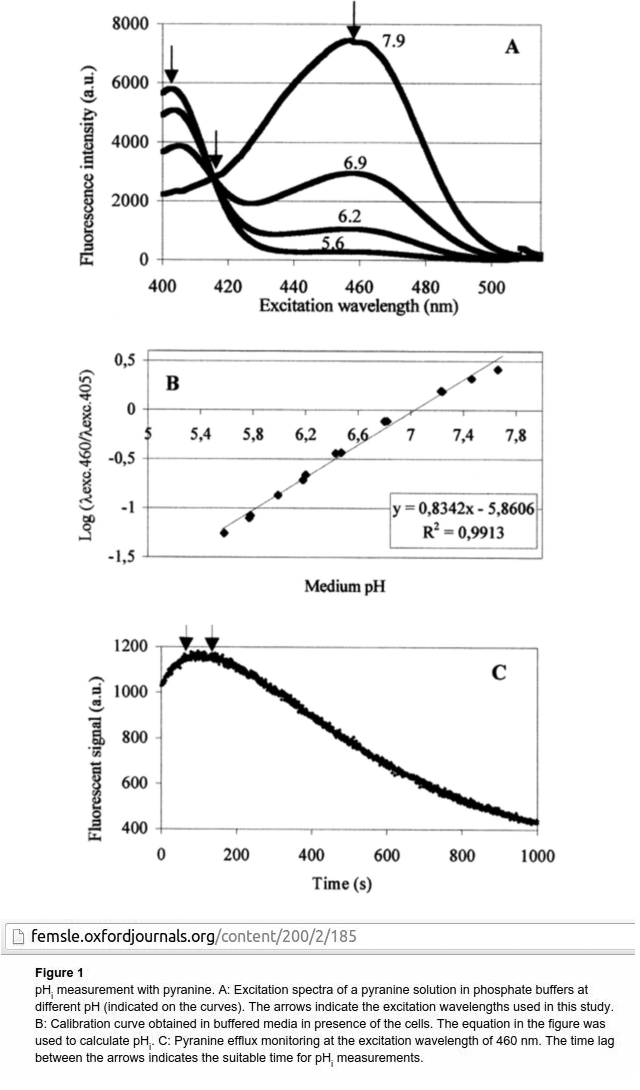 8000
6000
4000
2000
0
Fluorescence intensity (a.u.)
7.9
A
6.9
6.2
5.6
400 420 440 460 480 500
Excitation wavelength (nm)
0,5
0
-0,5
-1
-1,5
Log (λexc.460/λexc.405)
B
5 5,4 5,8 6,2 6,6 7 7,4 7,8
y = 0,8342x - 5,8606
R² = 0,9913
Medium pH
1200
1000
800
600
400
Fluorescent signal (a.u.)
C
0 200 400 600 800 1000
Time (s)
femsle.oxfordjournals.org/content/200/2/185
Figure 1
pHi measurement with pyranine. A: Excitation spectra of a pyranine solution in phosphate buffers at
different pH (indicated on the curves). The arrows indicate the excitation wavelengths used in this study.
B: Calibration curve obtained in buffered media in presence of the cells. The equation in the figure was
used to calculate pHi. C: Pyranine efflux monitoring at the excitation wavelength of 460 nm. The time lag
between the arrows indicates the suitable time for pHi measurements.